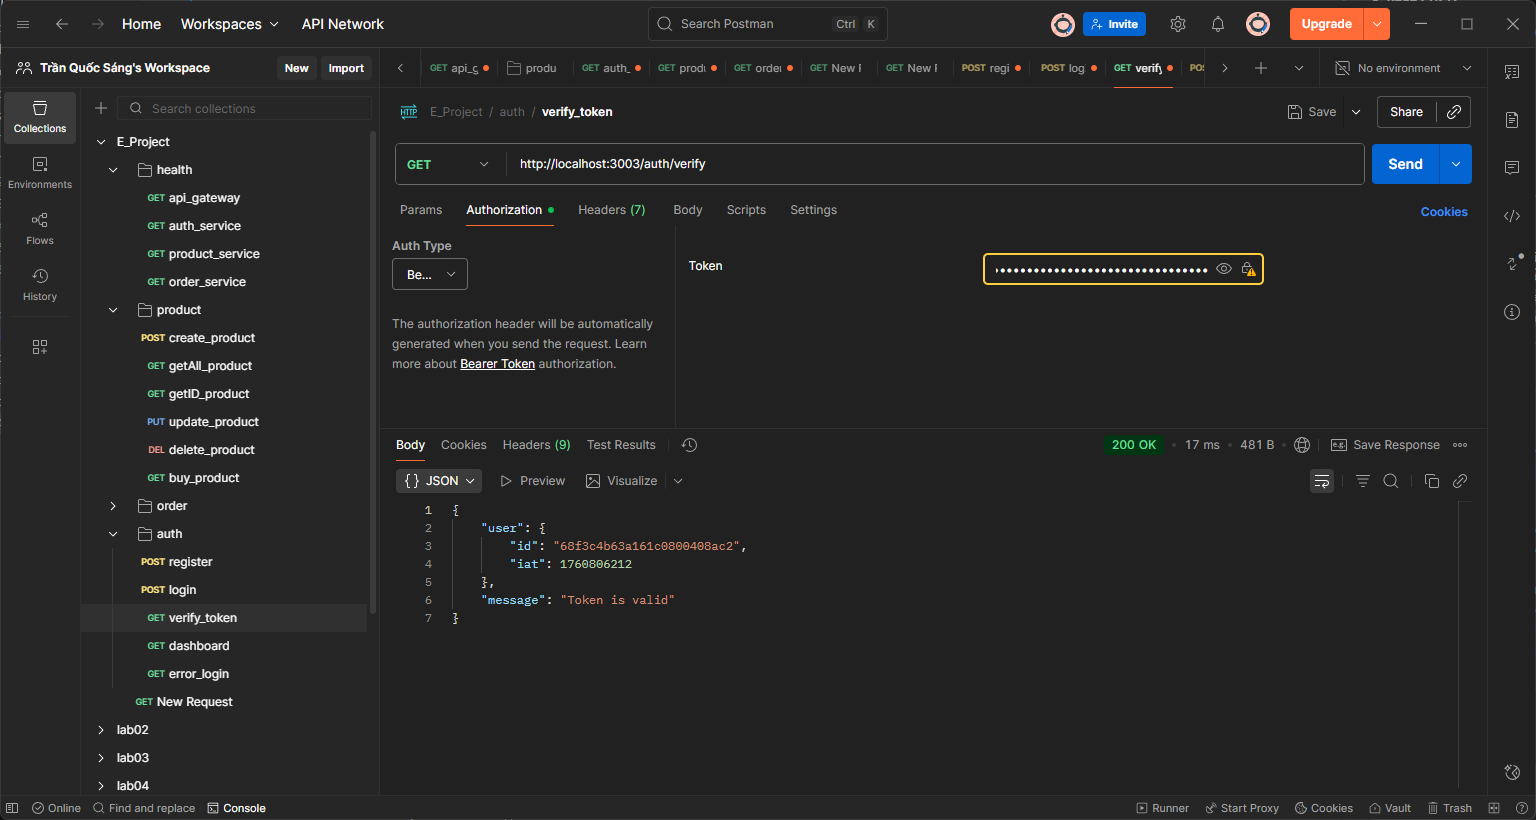 Home
Workspaces
API Network
Search Postman
Ctrl
K
Invite
Upgrade
Trần Quốc Sáng's Workspace
New
Import
GET api_g
produ
GET auth_
GET produ
GET order
GET New F
GET New F
POST regi
POST log
GET verify
POS
No environment
Collections
Environments
Flows
History
Search collections
E_Project
health
GET api_gateway
GET auth_service
GET product_service
GET order_service
product
POST create_product
GET getAll_product
GET getID_product
PUT update_product
DEL delete_product
GET buy_product
order
auth
POST register
POST login
GET verify_token
GET dashboard
GET error_login
GET New Request
lab02
lab03
lab04
HTTP E_Project / auth / verify_token
Save
Share
GET
http://localhost:3003/auth/verify
Send
Params
Authorization
Headers (7)
Body
Scripts
Settings
Cookies
Auth Type
Be...
The authorization header will be automatically
generated when you send the request. Learn
more about Bearer Token authorization.
Token
Body
Cookies
Headers (9)
Test Results
200 OK
17 ms
481 B
e.g.
Save Response
{} JSON
Preview
Visualize
1 {
2 "user": {
3 "id": "68f3c4b63a161c0800408ac2",
4 "iat": 1760806212
5 },
6 "message": "Token is valid"
7 }
Online
Find and replace
Console
Runner
Start Proxy
Cookies
Vault
Trash